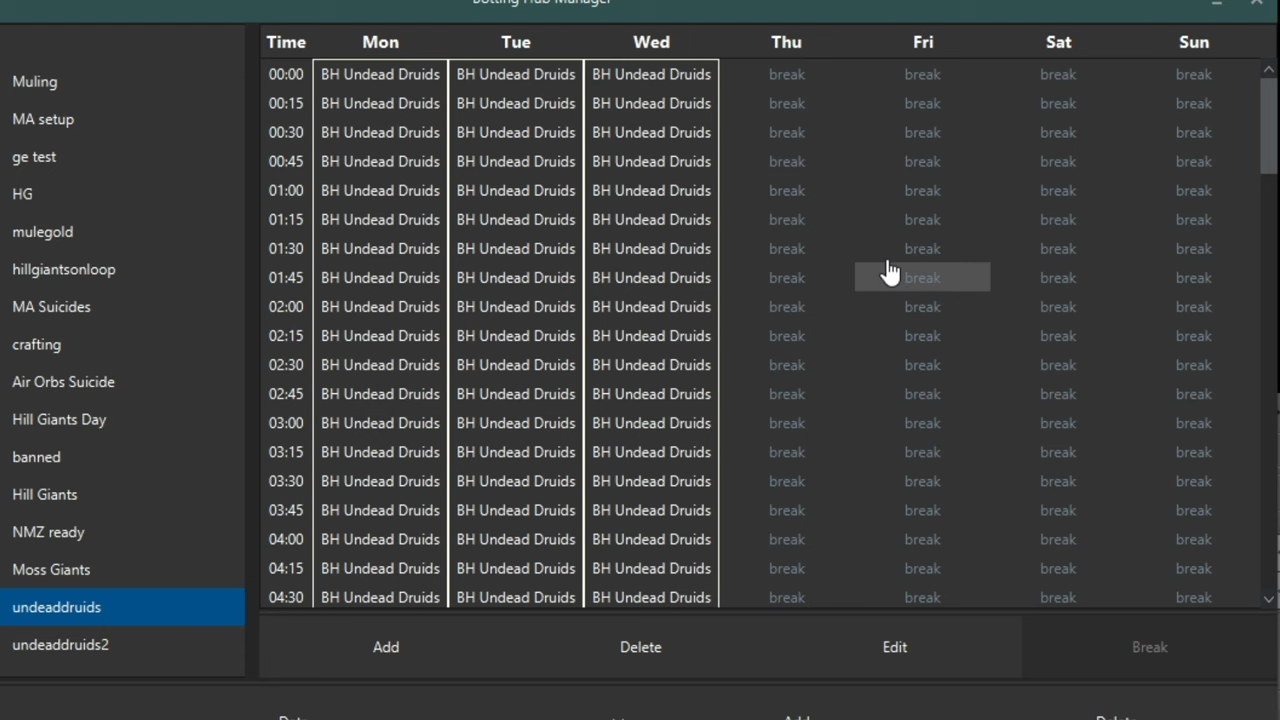 Botting Hub Manager
Time Mon Tue Wed Thu Fri Sat Sun
Muling
MA setup
ge test
HG
mulegold
hillgiantsonloop
MA Suicides
crafting
Air Orbs Suicide
Hill Giants Day
banned
Hill Giants
NMZ ready
Moss Giants
undeaddruids
undeaddruids2
00:00 BH Undead Druids BH Undead Druids BH Undead Druids break break break break
00:15 BH Undead Druids BH Undead Druids BH Undead Druids break break break break
00:30 BH Undead Druids BH Undead Druids BH Undead Druids break break break break
00:45 BH Undead Druids BH Undead Druids BH Undead Druids break break break break
01:00 BH Undead Druids BH Undead Druids BH Undead Druids break break break break
01:15 BH Undead Druids BH Undead Druids BH Undead Druids break break break break
01:30 BH Undead Druids BH Undead Druids BH Undead Druids break break break break
01:45 BH Undead Druids BH Undead Druids BH Undead Druids break break break break
02:00 BH Undead Druids BH Undead Druids BH Undead Druids break break break break
02:15 BH Undead Druids BH Undead Druids BH Undead Druids break break break break
02:30 BH Undead Druids BH Undead Druids BH Undead Druids break break break break
02:45 BH Undead Druids BH Undead Druids BH Undead Druids break break break break
03:00 BH Undead Druids BH Undead Druids BH Undead Druids break break break break
03:15 BH Undead Druids BH Undead Druids BH Undead Druids break break break break
03:30 BH Undead Druids BH Undead Druids BH Undead Druids break break break break
03:45 BH Undead Druids BH Undead Druids BH Undead Druids break break break break
04:00 BH Undead Druids BH Undead Druids BH Undead Druids break break break break
04:15 BH Undead Druids BH Undead Druids BH Undead Druids break break break break
04:30 BH Undead Druids BH Undead Druids BH Undead Druids break break break break
Add Delete Edit Break